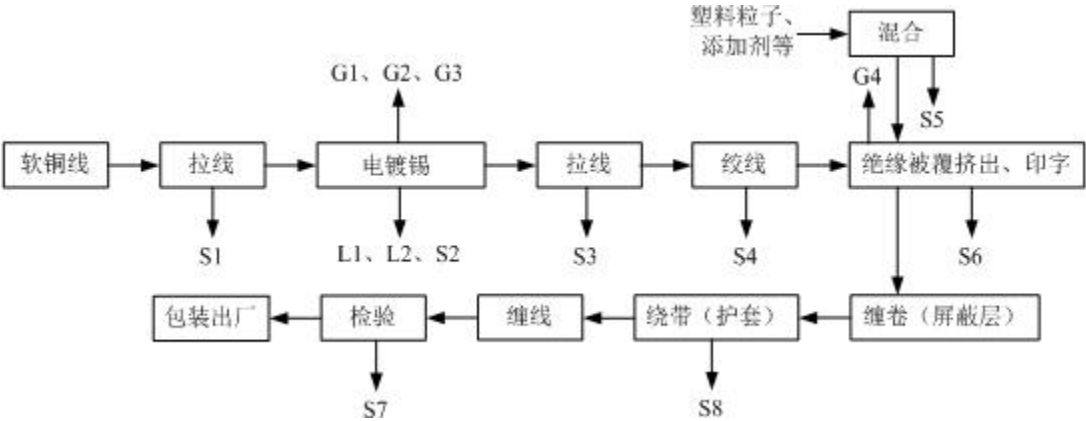 塑料粒子、
添加剂等
混合
G1、G2、G3
G4
S5
软铜线
拉线
电镀锡
拉线
绞线
绝缘被覆挤出、印字
S1
L1、L2、S2
S3
S4
S6
包装出厂
检验
缠线
绕带（护套）
缠卷（屏蔽层）
S7
S8